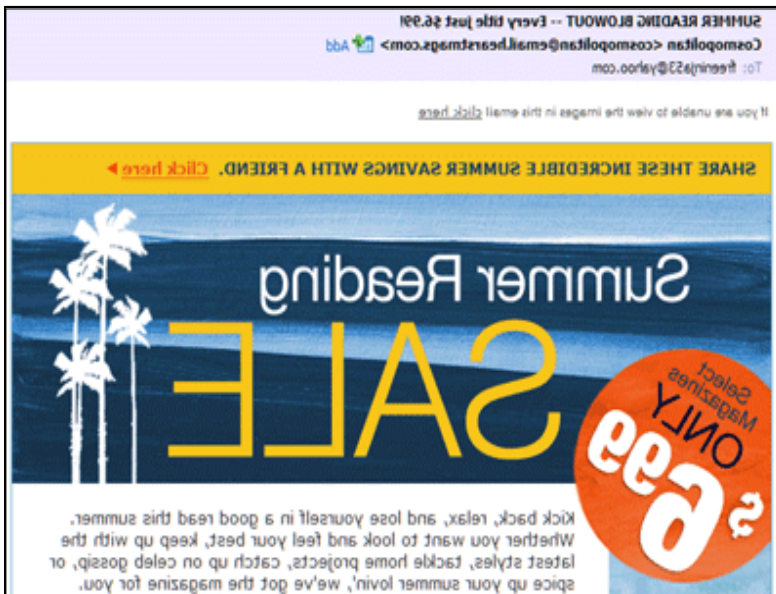 SUMMER READING BLOWOUT -- Every title just $6.99!
Cosmopolitan <cosmopolitan@email.hearstmags.com> Add
To: freeninja53@yahoo.com
If you are unable to view the images in this email click here
SHARE THESE INCREDIBLE SUMMER SAVINGS WITH A FRIEND. Click here
Summer Reading
SALE
Select
Magazines
ONLY
$6.99
Kick back, relax, and lose yourself in a good read this summer.
Whether you want to look and feel your best, keep up with the
latest styles, tackle home projects, catch up on celeb gossip, or
spice up your summer lovin', we've got the magazine for you.